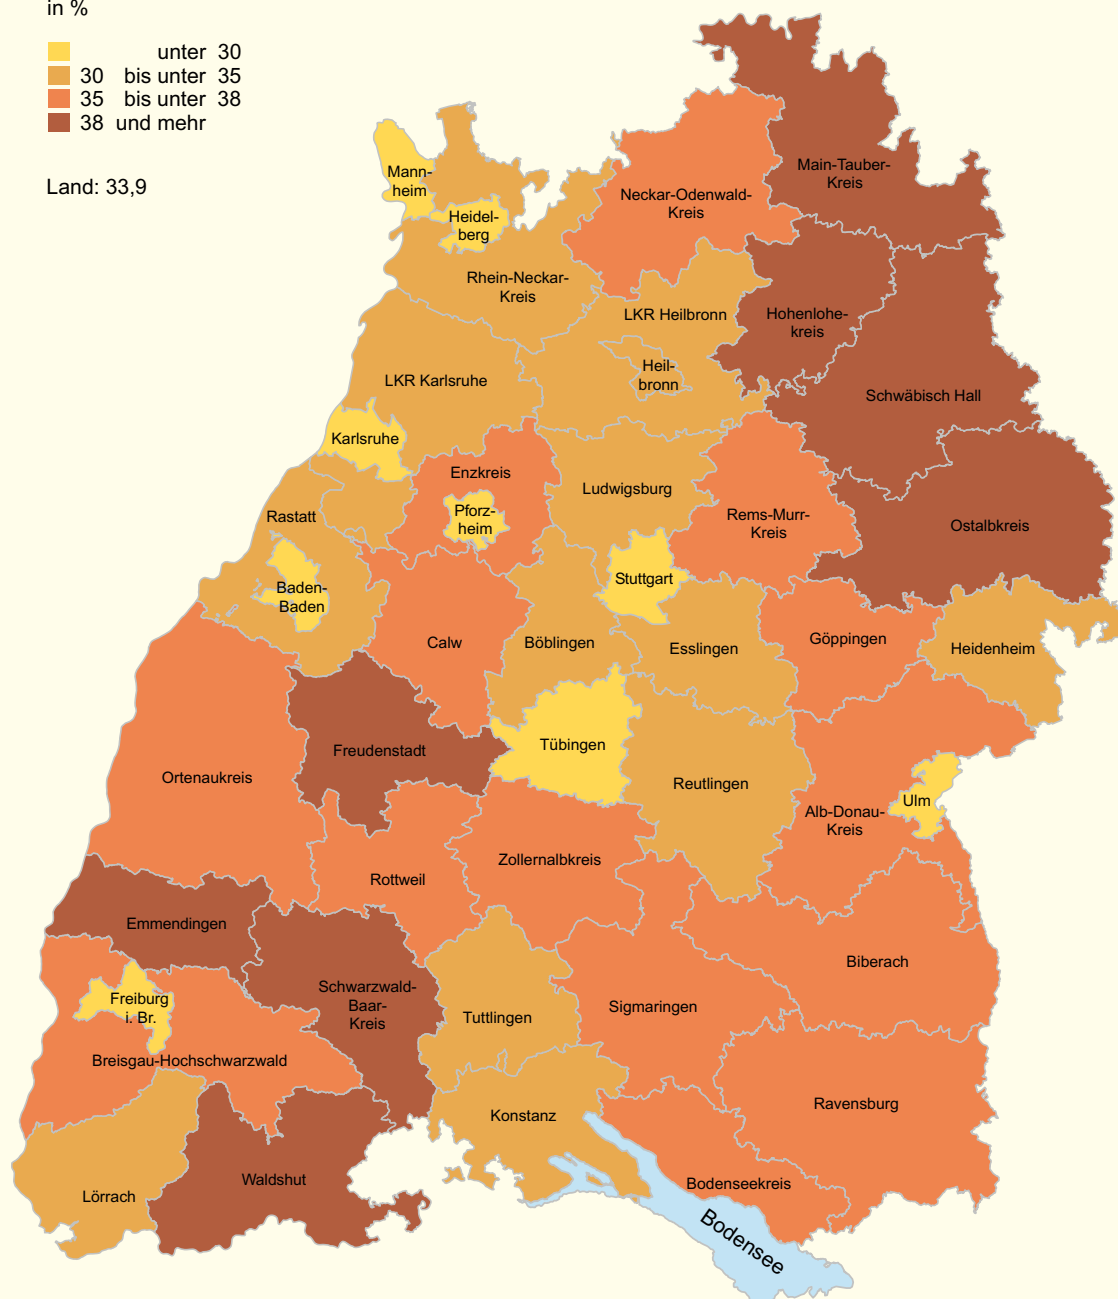 in %
unter 30
30 bis unter 35
35 bis unter 38
38 und mehr
Land: 33,9
Mann-
heim
Heidel-
berg
Neckar-Odenwald-
Kreis
Main-Tauber-
Kreis
Rhein-Neckar-
Kreis
LKR Heilbronn
Hohenlohe-
kreis
Heil-
bronn
LKR Karlsruhe
Schwäbisch Hall
Karlsruhe
Enzkreis
Ludwigsburg
Pforz-
heim
Rastatt
Rems-Murr-
Kreis
Ostalbkreis
Stuttgart
Baden-
Baden
Calw
Böblingen
Esslingen
Göppingen
Heidenheim
Freudenstadt
Tübingen
Ortenaukreis
Reutlingen
Ulm
Alb-Donau-
Kreis
Zollernalbkreis
Rottweil
Emmendingen
Biberach
Schwarzwald-
Baar-
Kreis
Freiburg
i. Br.
Sigmaringen
Tuttlingen
Breisgau-Hochschwarzwald
Ravensburg
Konstanz
Waldshut
Bodenseekreis
Lörrach
Bodensee